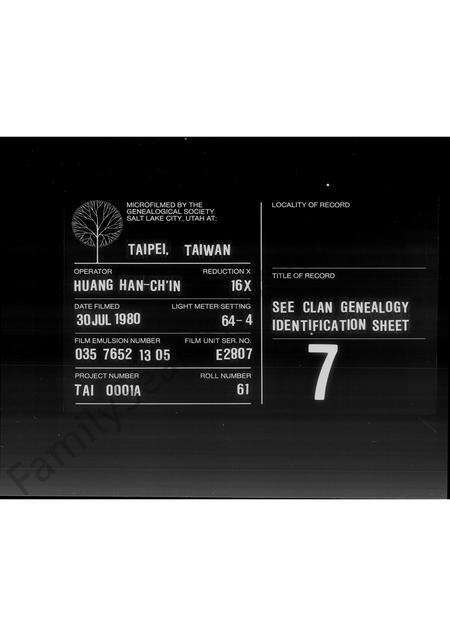 MICROFILMED BY THE
GENEALOGICAL SOCIETY
SALT LAKE CITY, UTAH AT:
TAIPEI, TAIWAN
OPERATOR REDUCTION X
HUANG HAN-CH'IN 16X
DATE FILMED LIGHT METER SETTING
30 JUL 1980 64-4
FILM EMULSION NUMBER FILM UNIT SER. NO.
035 7652 13 05 E2807
PROJECT NUMBER ROLL NUMBER
TAI 0001A 61
LOCALITY OF RECORD
TITLE OF RECORD
SEE CLAN GENEALOGY
IDENTIFICATION SHEET
7